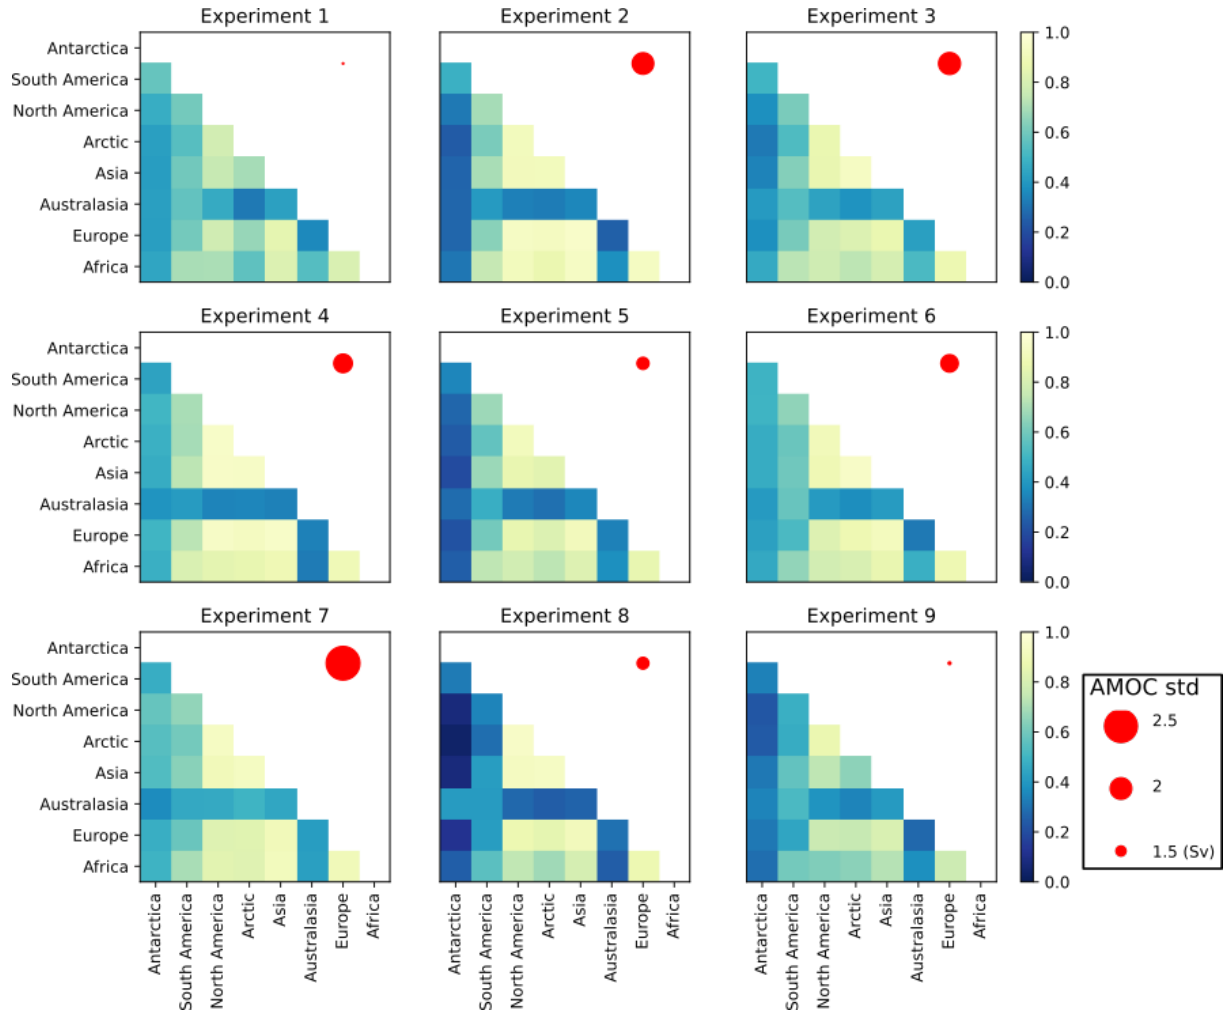 Experiment 1
Experiment 2
Experiment 3
Antarctica
South America
North America
Arctic
Asia
Australasia
Europe
Africa
1.0
0.8
0.6
0.4
0.2
0.0
Experiment 4
Experiment 5
Experiment 6
Antarctica
South America
North America
Arctic
Asia
Australasia
Europe
Africa
1.0
0.8
0.6
0.4
0.2
0.0
Experiment 7
Experiment 8
Experiment 9
Antarctica
South America
North America
Arctic
Asia
Australasia
Europe
Africa
1.0
0.8
0.6
0.4
0.2
0.0
AMOC std
2.5
2
1.5 (Sv)
Antarctica
South America
North America
Arctic
Asia
Australasia
Europe
Africa
Antarctica
South America
North America
Arctic
Asia
Australasia
Europe
Africa
Antarctica
South America
North America
Arctic
Asia
Australasia
Europe
Africa